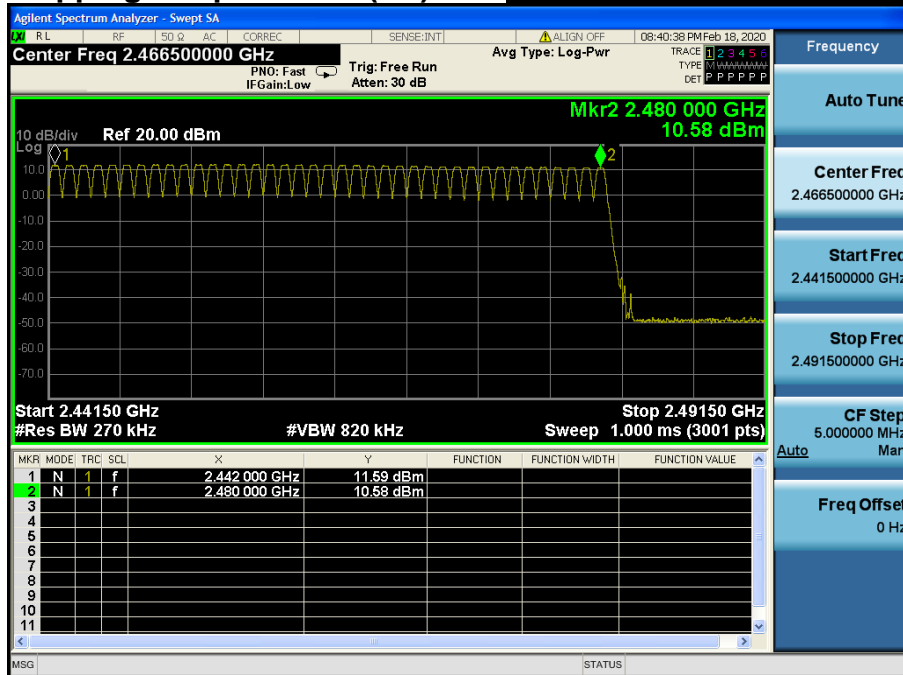 Agilent Spectrum Analyzer - Swept SA
LXI RL RF 50 Ω AC CORREC SENSE:INT ALIGN OFF 08:40:38 PM Feb 18, 2020
Center Freq 2.466500000 GHz
PNO: Fast
IFGain:Low
Trig: Free Run
Atten: 30 dB
Avg Type: Log-Pwr
TRACE 1 2 3 4 5 6
TYPE M WWWWW
DET P P P P P P
Mkr2 2.480 000 GHz
10.58 dBm
10 dB/div Ref 20.00 dBm
Log
1
2
10.0
0.00
-10.0
-20.0
-30.0
-40.0
-50.0
-60.0
-70.0
Start 2.44150 GHz Stop 2.49150 GHz
#Res BW 270 kHz #VBW 820 kHz Sweep 1.000 ms (3001 pts)
MKR MODE TRC SCL X Y FUNCTION FUNCTION WIDTH FUNCTION VALUE
1 N 1 f 2.442 000 GHz 11.59 dBm
2 N 1 f 2.480 000 GHz 10.58 dBm
3
4
5
6
7
8
9
10
11
MSG STATUS
Frequency
Auto Tune
Center Freq
2.466500000 GHz
Start Freq
2.441500000 GHz
Stop Freq
2.491500000 GHz
CF Step
5.000000 MHz
Auto Man
Freq Offset
0 Hz